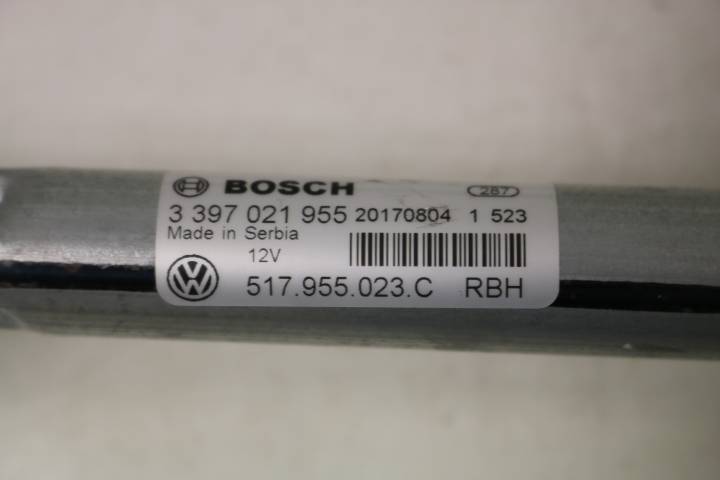 BOSCH 287
3 397 021 955 20170804 1 523
Made in Serbia
12V
517.955.023.C RBH